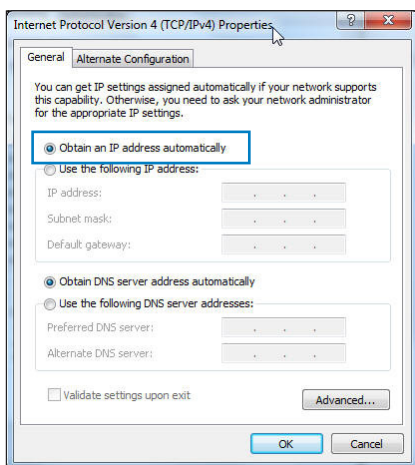 Internet Protocol Version 4 (TCP/IPv4) Properties
General
Alternate Configuration
You can get IP settings assigned automatically if your network supports
this capability. Otherwise, you need to ask your network administrator
for the appropriate IP settings.
Obtain an IP address automatically
Use the following IP address:
IP address:
Subnet mask:
Default gateway:
Obtain DNS server address automatically
Use the following DNS server addresses:
Preferred DNS server:
Alternate DNS server:
Validate settings upon exit
Advanced...
OK
Cancel